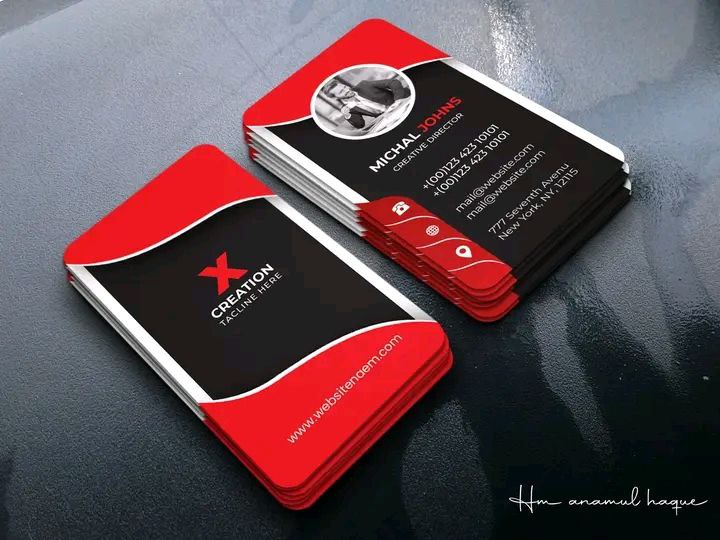 MICHAL JOHNS
CREATIVE DIRECTOR
+(00)123 423 10101
+(00)123 423 10101
mail@website.com
mail@website.com
777 Seventh Avenu
New York, NY, 12115
X
CREATION
TACLINE HERE
www.websitenaem.com
Hm anamul haque